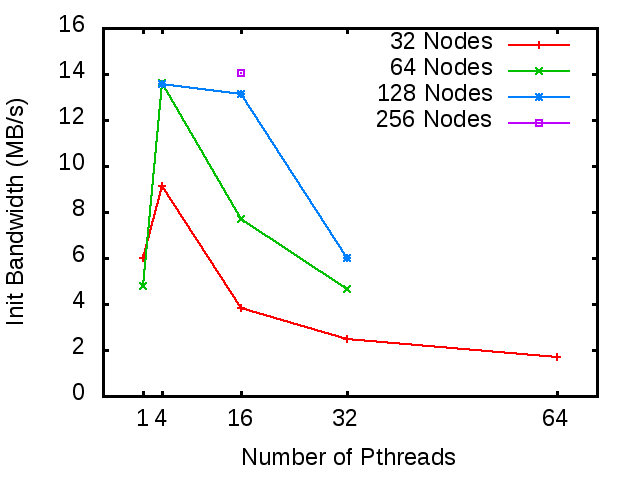 16
14
12
10
8
6
4
2
0
Init Bandwidth (MB/s)
32 Nodes
64 Nodes
128 Nodes
256 Nodes
1 4 16 32 64
Number of Pthreads